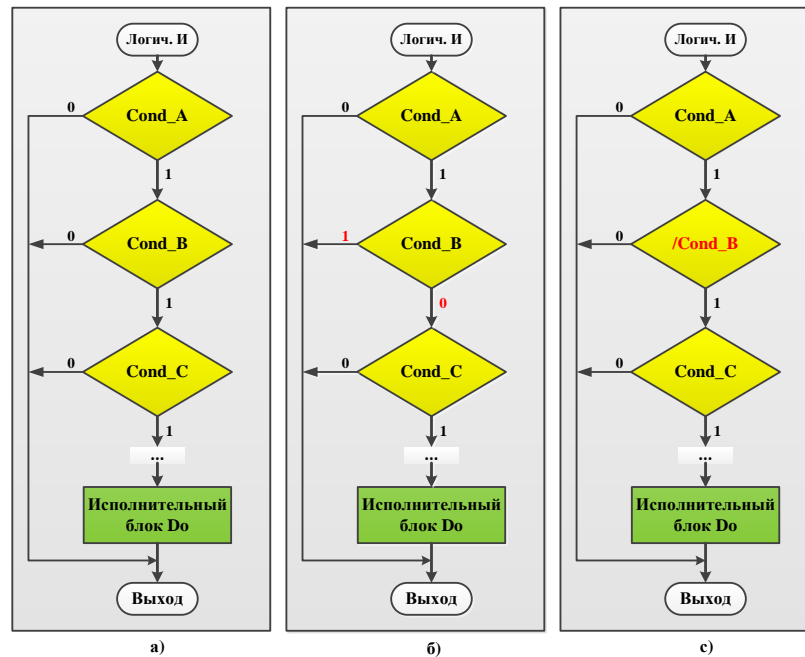 Логич. И
Cond_A
0
1
Cond_B
0
1
Cond_C
0
1
...
Исполнительный
блок Do
Выход
а)
Логич. И
Cond_A
0
1
Cond_B
1
0
Cond_C
0
1
...
Исполнительный
блок Do
Выход
б)
Логич. И
Cond_A
0
1
/Cond_B
0
1
Cond_C
0
1
...
Исполнительный
блок Do
Выход
с)